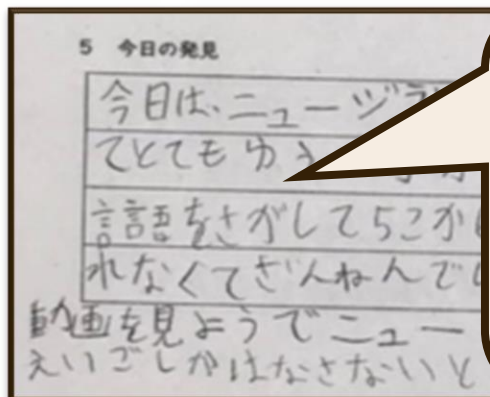 5 今日の発見
今日は、ニュージ
てとても
言語をさがして5こか
れなくてざんねんで
動画を見ようでニュー
えいごしかはなさないと